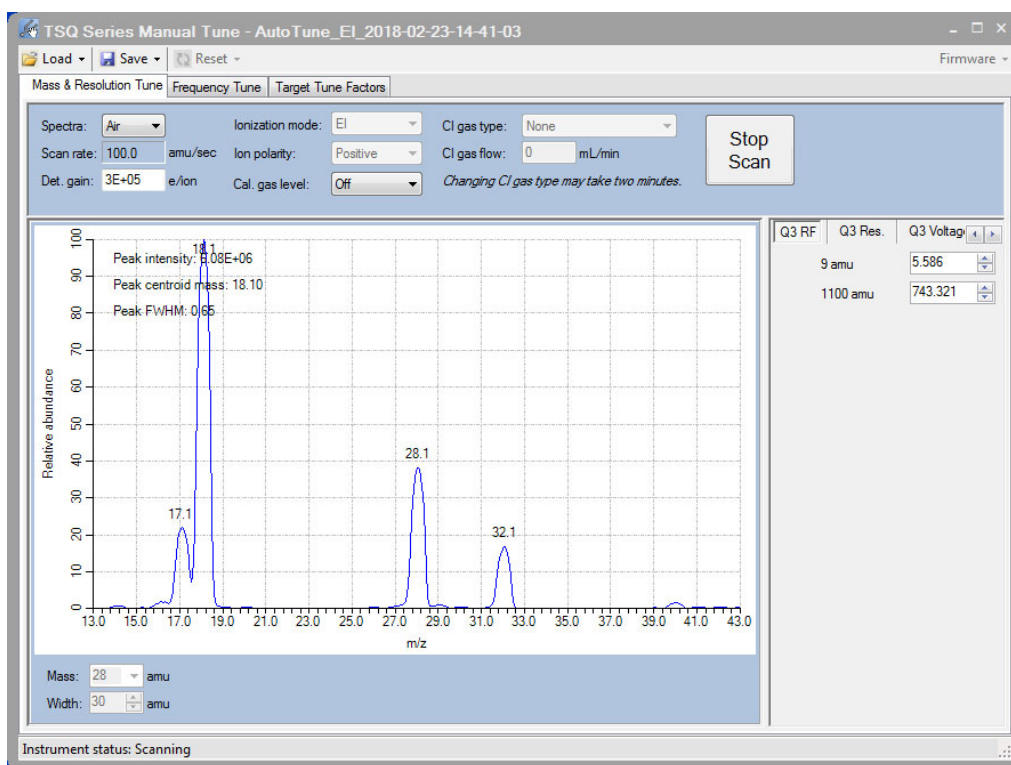 TSQ Series Manual Tune - AutoTune_EI_2018-02-23-14-41-03
Load Save Reset Firmware
Mass & Resolution Tune Frequency Tune Target Tune Factors
Spectra: Air Ionization mode: EI CI gas type: None
Scan rate: 100.0 amu/sec Ion polarity: Positive CI gas flow: 0 mL/min
Det. gain: 3E+05 e/ion Cal. gas level: Off Changing CI gas type may take two minutes.
Stop
Scan
Q3 RF Q3 Res. Q3 Voltag
9 amu 5.586
1100 amu 743.321
Relative abundance
100
90
80
70
60
50
40
30
20
10
0
18.1
Peak intensity: 6.08E+06
Peak centroid mass: 18.10
Peak FWHM: 0.65
28.1
17.1
32.1
13.0 15.0 17.0 19.0 21.0 23.0 25.0 27.0 29.0 31.0 33.0 35.0 37.0 39.0 41.0 43.0
m/z
Mass: 28 amu
Width: 30 amu
Instrument status: Scanning